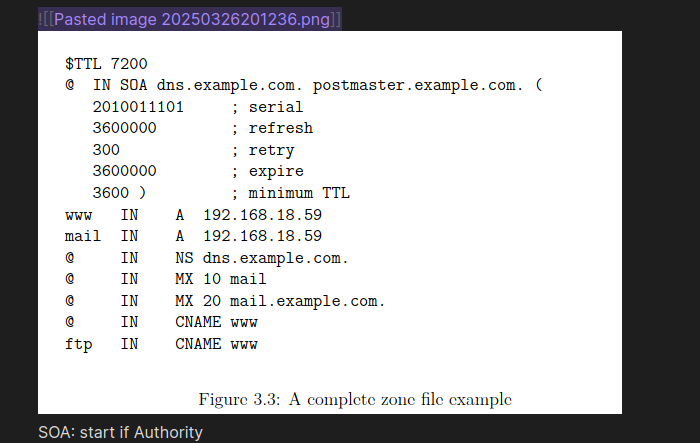 ![[Pasted image 20250326201236.png]]
$TTL 7200
@ IN SOA dns.example.com. postmaster.example.com. (
2010011101 ; serial
3600000 ; refresh
300 ; retry
3600000 ; expire
3600 ) ; minimum TTL
www IN A 192.168.18.59
mail IN A 192.168.18.59
@ IN NS dns.example.com.
@ IN MX 10 mail
@ IN MX 20 mail.example.com.
@ IN CNAME www
ftp IN CNAME www
Figure 3.3: A complete zone file example
SOA: start if Authority